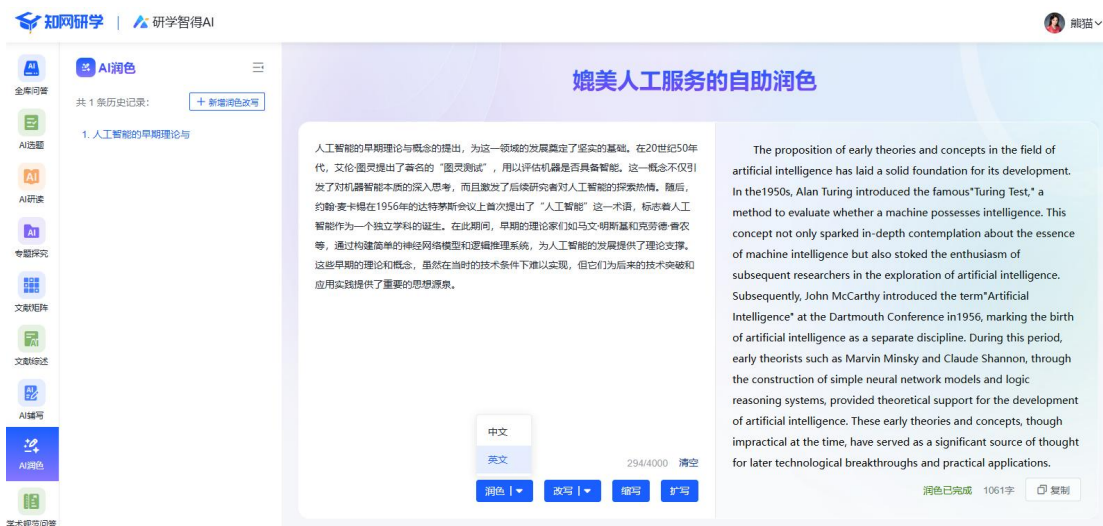 知网研学 | 研学智得AI
熊猫
AI
全库问答
AI选题
AI
AI研读
AI
专题探究
文献矩阵
AI
文献综述
AI
AI辅写
AI润色
学术规范问答
AI润色
共 1 条历史记录：
+ 新增润色改写
1. 人工智能的早期理论与
媲美人工服务的自助润色
人工智能的早期理论与概念的提出，为这一领域的发展奠定了坚实的基础。在20世纪50年
代，艾伦·图灵提出了著名的“图灵测试”，用以评估机器是否具备智能。这一概念不仅引
发了对机器智能本质的深入思考，而且激发了后续研究者对人工智能的探索热情。随后，
约翰·麦卡锡在1956年的达特茅斯会议上首次提出了“人工智能”这一术语，标志着人工
智能作为一个独立学科的诞生。在此期间，早期的理论家们如马文·明斯基和克劳德·香农
等，通过构建简单的神经网络模型和逻辑推理系统，为人工智能的发展提供了理论支撑。
这些早期的理论和概念，虽然在当时的技术条件下难以实现，但它们为后来的技术突破和
应用实践提供了重要的思想源泉。
中文
英文
294/4000 清空
润色 | 改写 | 缩写 扩写
The proposition of early theories and concepts in the field of
artificial intelligence has laid a solid foundation for its development.
In the1950s, Alan Turing introduced the famous"Turing Test," a
method to evaluate whether a machine possesses intelligence. This
concept not only sparked in-depth contemplation about the essence
of machine intelligence but also stoked the enthusiasm of
subsequent researchers in the exploration of artificial intelligence.
Subsequently, John McCarthy introduced the term"Artificial
Intelligence" at the Dartmouth Conference in1956, marking the birth
of artificial intelligence as a separate discipline. During this period,
early theorists such as Marvin Minsky and Claude Shannon, through
the construction of simple neural network models and logic
reasoning systems, provided theoretical support for the development
of artificial intelligence. These early theories and concepts, though
impractical at the time, have served as a significant source of thought
for later technological breakthroughs and practical applications.
润色已完成 1061字 复制